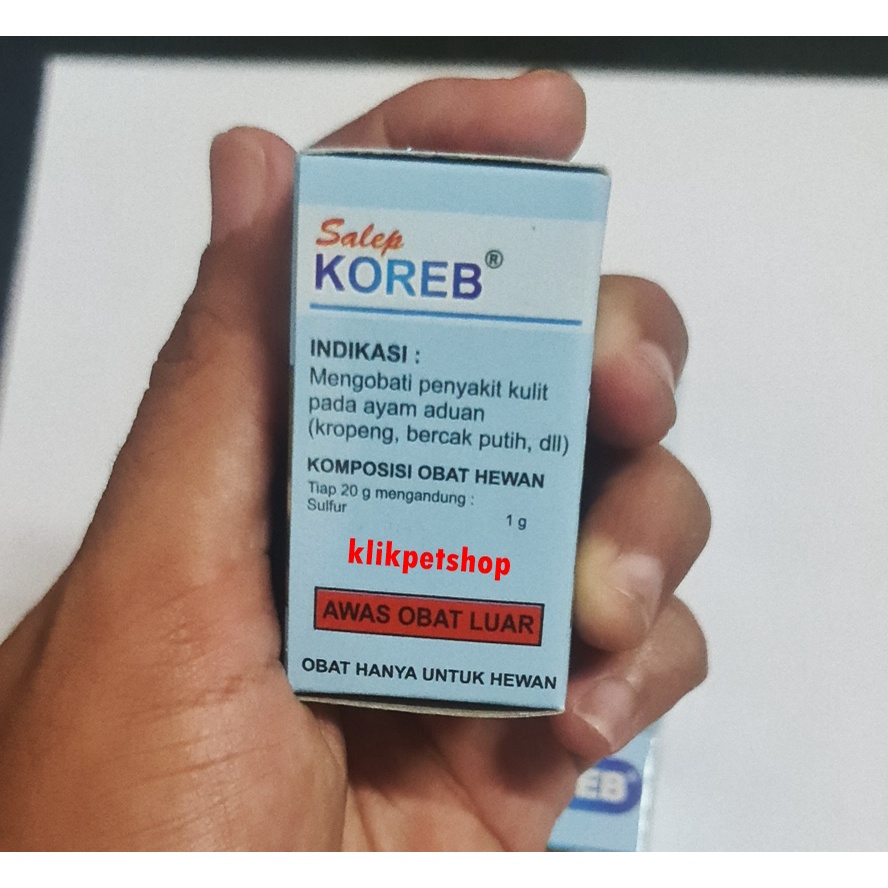 Salep
KOREB®
INDIKASI :
Mengobati penyakit kulit
pada ayam aduan
(kropeng, bercak putih, dll)
KOMPOSISI OBAT HEWAN
Tiap 20 g mengandung :
Sulfur
1 g
klikpetshop
AWAS OBAT LUAR
OBAT HANYA UNTUK HEWAN
EB